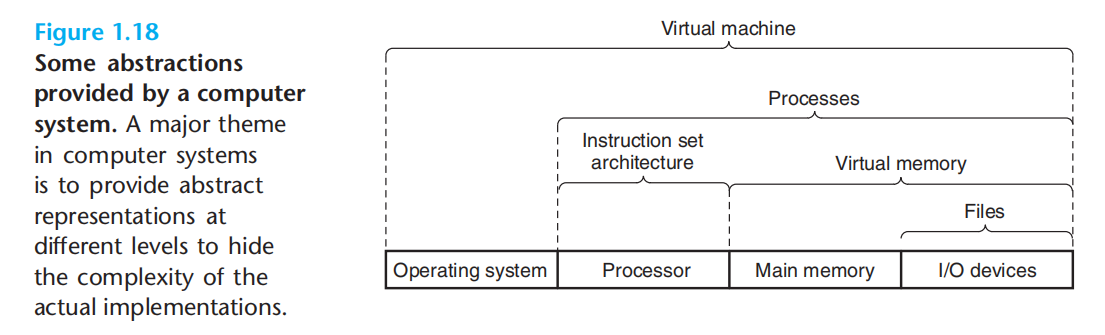 Figure 1.18
Some abstractions
provided by a computer
system. A major theme
in computer systems
is to provide abstract
representations at
different levels to hide
the complexity of the
actual implementations.
Virtual machine
Processes
Instruction set
architecture
Virtual memory
Files
Operating system
Processor
Main memory
I/O devices